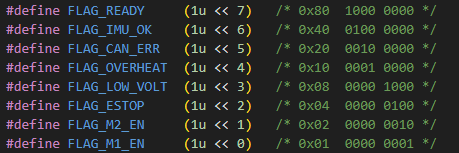 #define FLAG_READY (1u << 7) /* 0x80 1000 0000 */
#define FLAG_IMU_OK (1u << 6) /* 0x40 0100 0000 */
#define FLAG_CAN_ERR (1u << 5) /* 0x20 0010 0000 */
#define FLAG_OVERHEAT (1u << 4) /* 0x10 0001 0000 */
#define FLAG_LOW_VOLT (1u << 3) /* 0x08 0000 1000 */
#define FLAG_ESTOP (1u << 2) /* 0x04 0000 0100 */
#define FLAG_M2_EN (1u << 1) /* 0x02 0000 0010 */
#define FLAG_M1_EN (1u << 0) /* 0x01 0000 0001 */